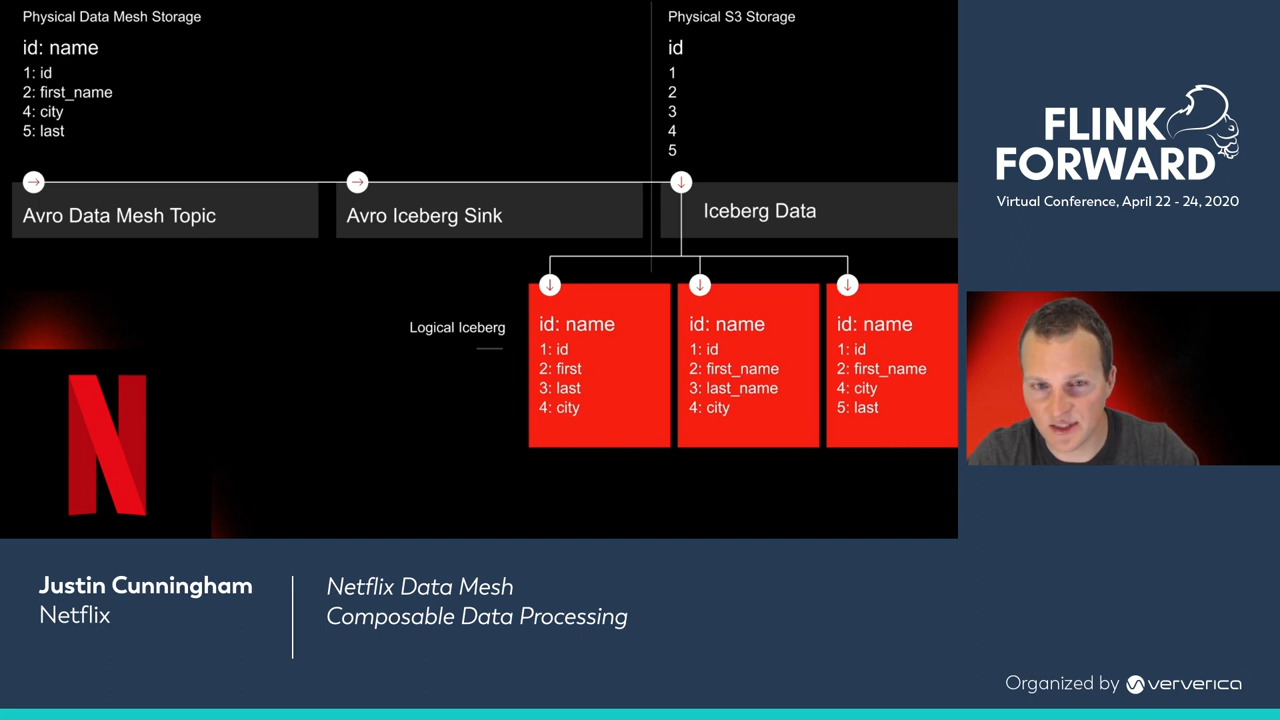 Physical Data Mesh Storage
id: name
1: id
2: first_name
4: city
5: last
Physical S3 Storage
id
1
2
3
4
5
Avro Data Mesh Topic
Avro Iceberg Sink
Iceberg Data
Logical Iceberg
id: name
1: id
2: first
3: last
4: city
id: name
1: id
2: first_name
3: last_name
4: city
id: name
1: id
2: first_name
4: city
5: last
N
FLINK
FORWARD
Virtual Conference, April 22 - 24, 2020
Justin Cunningham
Netflix
Netflix Data Mesh
Composable Data Processing
Organized by ververica